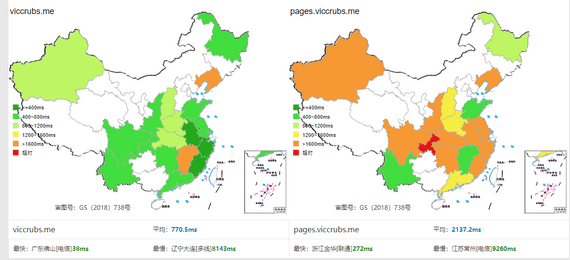 viccrubs.me
<=400ms
400~800ms
800~1200ms
1200~1600ms
>1600ms
超时
审图号: GS (2018) 738号
viccrubs.me
平均: 770.5ms
最快: 广东佛山[电信]38ms
最慢: 辽宁大连[多线]8143ms
pages.viccrubs.me
<=400ms
400~800ms
800~1200ms
1200~1600ms
>1600ms
超时
审图号: GS (2018) 738号
pages.viccrubs.me
平均: 2137.2ms
最快: 浙江金华[联通]272ms
最慢: 江苏常州[电信]9260ms